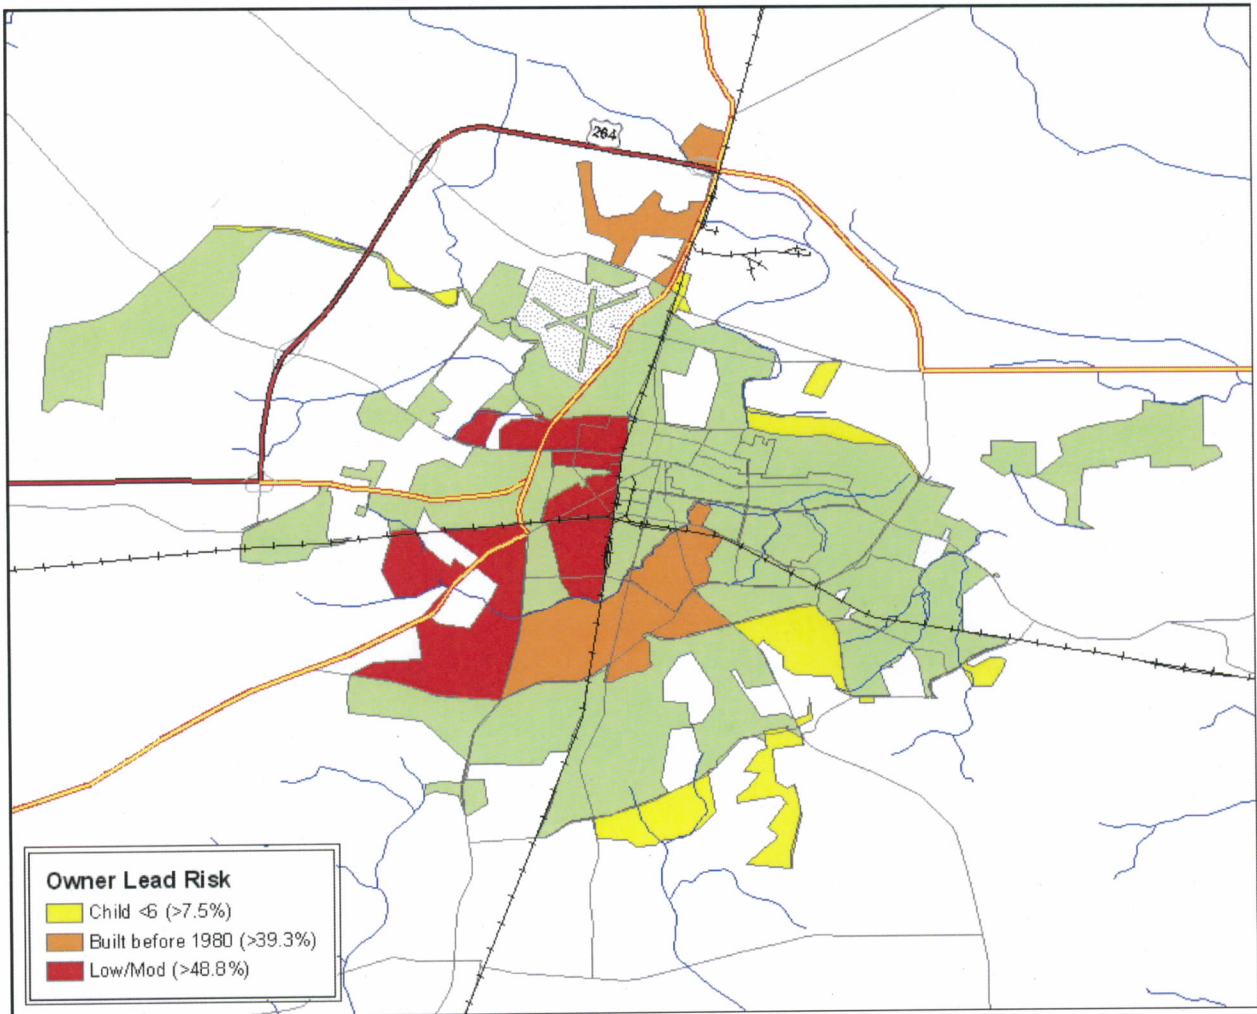 264
Owner Lead Risk
Child <6 (>7.5%)
Built before 1980 (>39.3%)
Low/Mod (>48.8%)